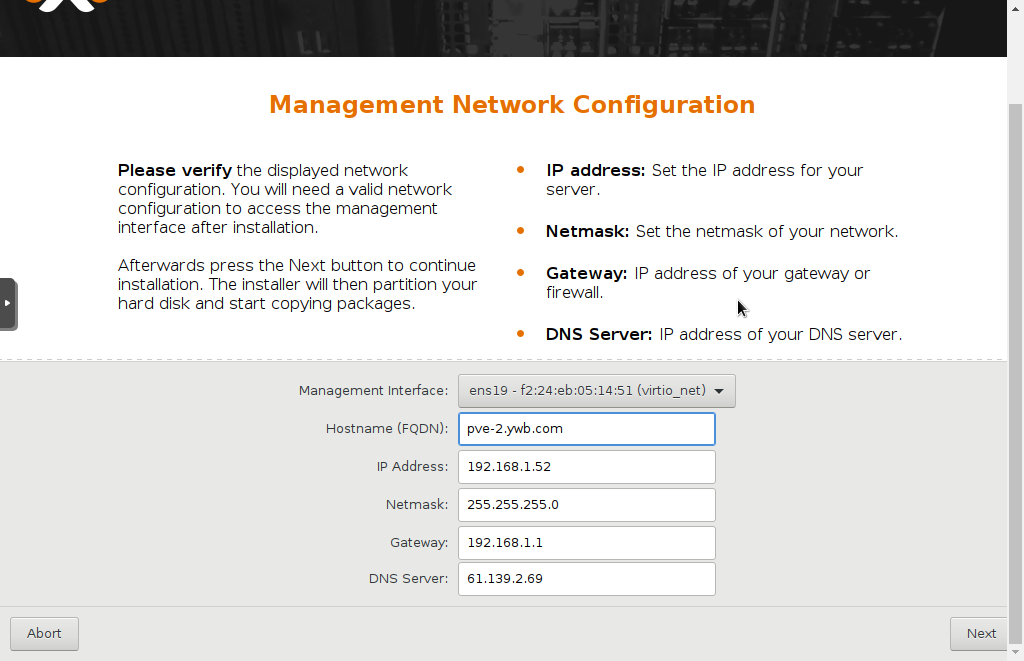 Management Network Configuration
Please verify the displayed network
configuration. You will need a valid network
configuration to access the management
interface after installation.
Afterwards press the Next button to continue
installation. The installer will then partition your
hard disk and start copying packages.
IP address: Set the IP address for your
server.
Netmask: Set the netmask of your network.
Gateway: IP address of your gateway or
firewall.
DNS Server: IP address of your DNS server.
Management Interface: ens19 - f2:24:eb:05:14:51 (virtio_net)
Hostname (FQDN): pve-2.ywb.com
IP Address: 192.168.1.52
Netmask: 255.255.255.0
Gateway: 192.168.1.1
DNS Server: 61.139.2.69
Abort Next